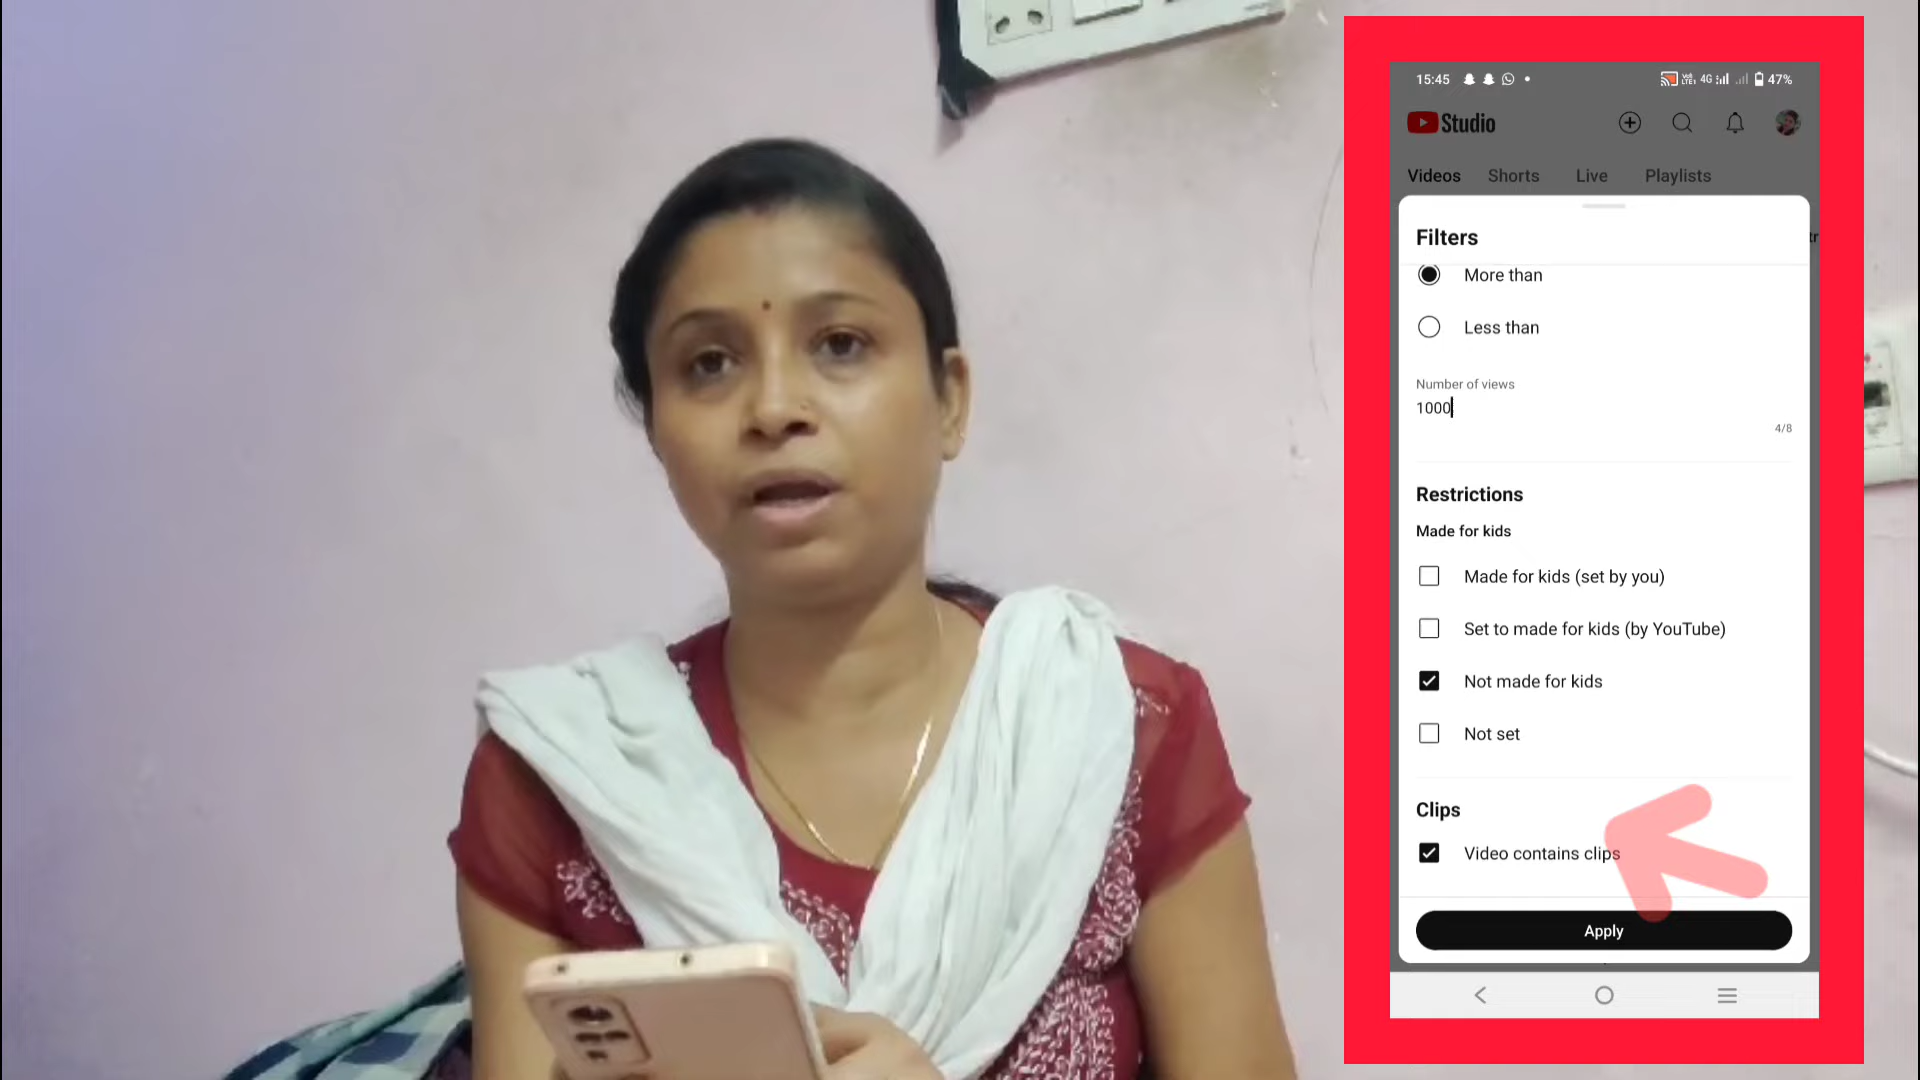 15:45
4G
47%
Studio
Videos Shorts Live Playlists
Filters
tr
More than
Less than
Number of views
1000
4/8
Restrictions
Made for kids
Made for kids (set by you)
Set to made for kids (by YouTube)
Not made for kids
Not set
Clips
Video contains clips
Apply